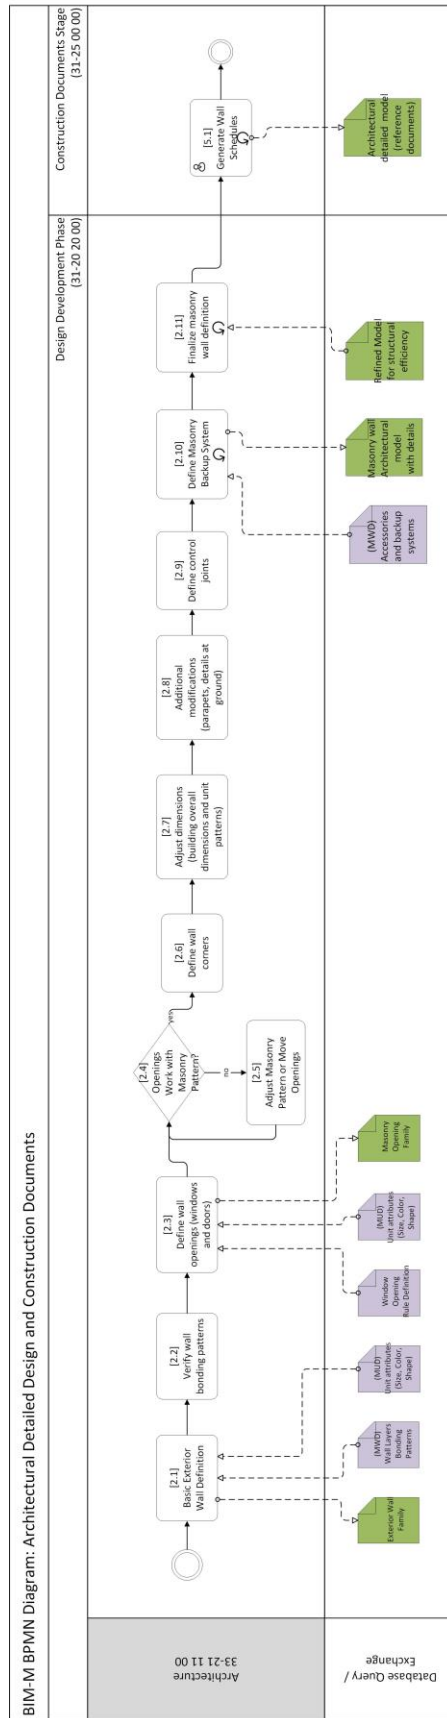 BIM-M BPMN Diagram: Architectural Detailed Design and Construction Documents
Design Development Phase
(31-20 20 00)
Construction Documents Stage
(31-25 00 00)
Architecture
33-21 11 00
[2.1]
Basic Exterior
Wall Definition
[2.2]
Verify wall
bonding patterns
[2.3]
Define wall
openings (windows
and doors)
[2.4]
Openings
Work with
Masonry
Pattern?
yes
no
[2.5]
Adjust Masonry
Pattern or Move
Openings
[2.6]
Define wall
corners
[2.7]
Adjust dimensions
(building overall
dimensions and unit
patterns)
[2.8]
Additional
modifications
(parapets, details at
ground)
[2.9]
Define control
joints
[2.10]
Define Masonry
Backup System
[2.11]
Finalize masonry
wall definition
[5.1]
Generate Wall
Schedules
Database Query /
Exchange
Exterior Wall
Family
(MWD)
Wall Layers
Bonding
Patterns
(MUD)
Unit attributes
(Size, Color,
Shape)
Window
Opening
Rule Definition
(MUD)
Unit attributes
(Size, Color,
Shape)
Masonry
Opening
Family
(MWD)
Accessories
and backup
systems
Masonry wall
Architectural
model
with details
Refined Model
for structural
efficiency
Architectural
detailed model
(reference
documents)